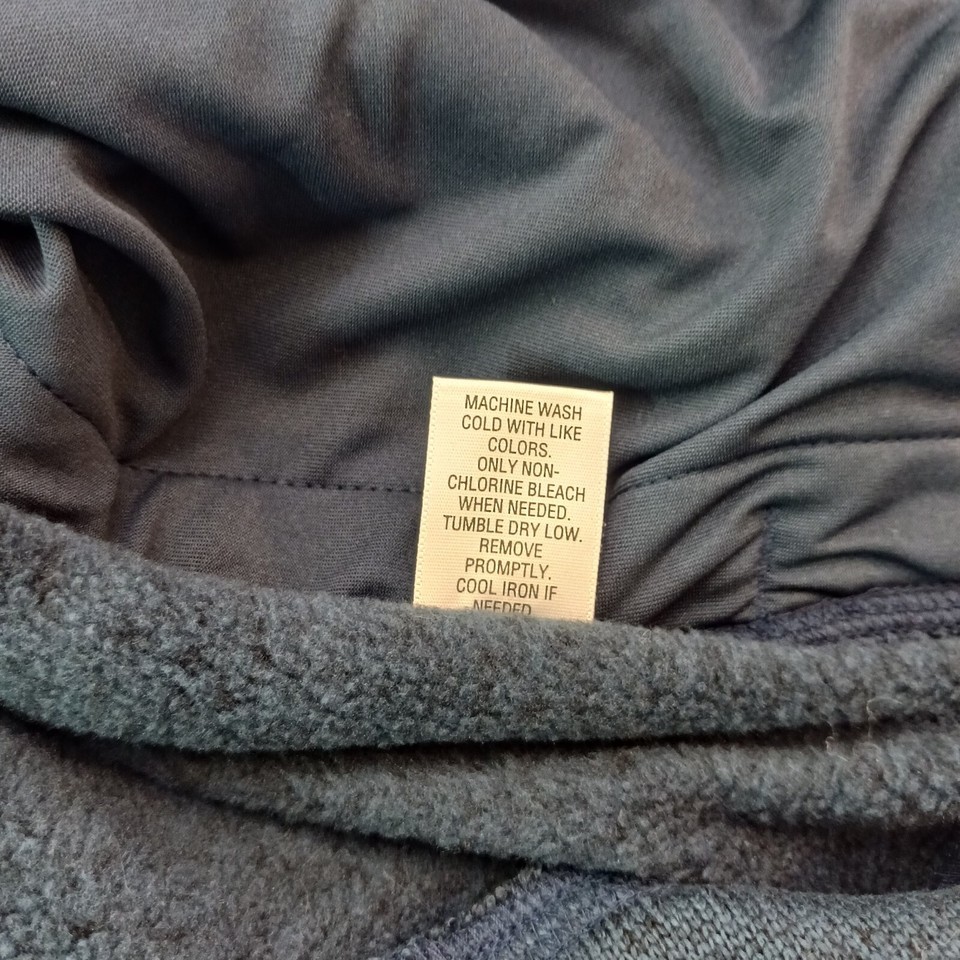 MACHINE WASH
COLD WITH LIKE
COLORS.
ONLY NON-
CHLORINE BLEACH
WHEN NEEDED.
TUMBLE DRY LOW.
REMOVE
PROMPTLY.
COOL IRON IF
NEEDED